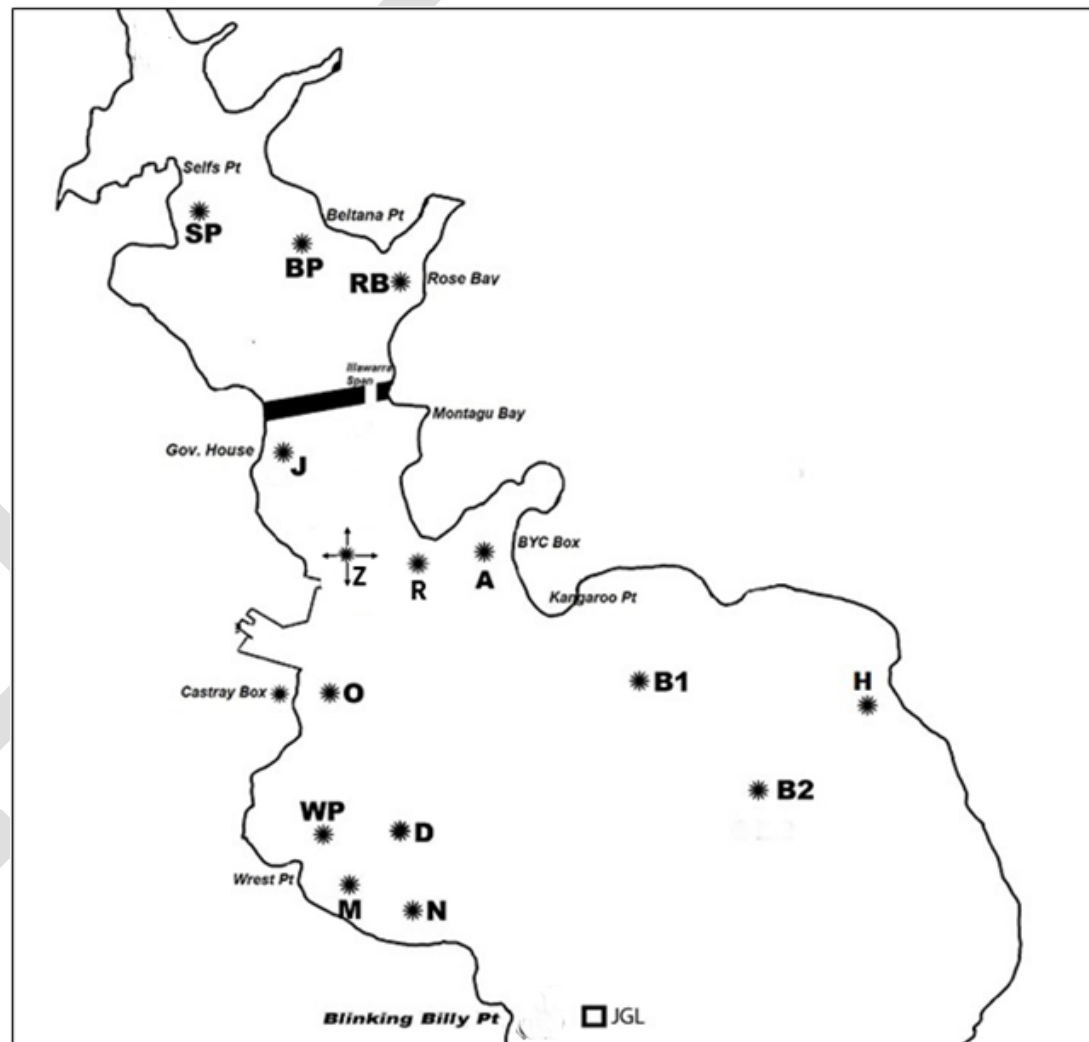 Selfs Pt
SP
Beltana Pt
BP
RB
Rose Bay
Illawarra
Span
Montagu Bay
Gov. House
J
BYC Box
Z
R
A
Kangaroo Pt
Castray Box
O
B1
H
B2
WP
D
Wrest Pt
M
N
Blinking Billy Pt
JGL